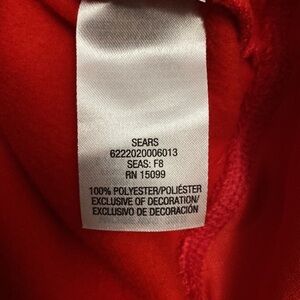 SEARS
6222020006013
SEAS: F8
RN 15099
100% POLYESTER/POLIÉSTER
EXCLUSIVE OF DECORATION/
EXCLUSIVO DE DECORACIÓN